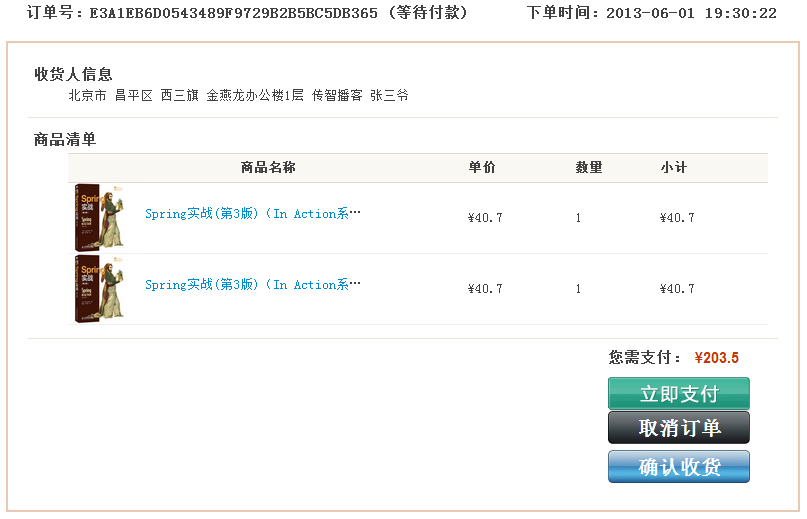 订单号：E3A1EB6D0543489F9729B2B5BC5DB365 (等待付款) 下单时间：2013-06-01 19:30:22
收货人信息
北京市 昌平区 西三旗 金燕龙办公楼1层 传智播客 张三爷
商品清单
商品名称 单价 数量 小计
Spring
实战
Spring
Spring实战(第3版) (In Action系… ¥40.7 1 ¥40.7
Spring
实战
Spring
Spring实战(第3版) (In Action系… ¥40.7 1 ¥40.7
您需支付： ¥203.5
立即支付
取消订单
确认收货